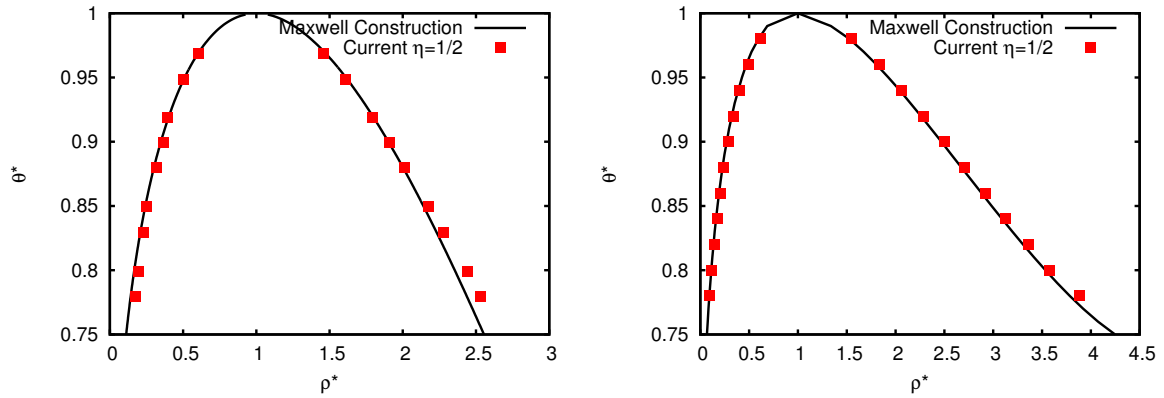 1
0.95
0.9
0.85
0.8
0.75
0 0.5 1 1.5 2 2.5 3
θ*
ρ*
Maxwell Construction
Current η=1/2
1
0.95
0.9
0.85
0.8
0.75
0 0.5 1 1.5 2 2.5 3 3.5 4 4.5
θ*
ρ*
Maxwell Construction
Current η=1/2